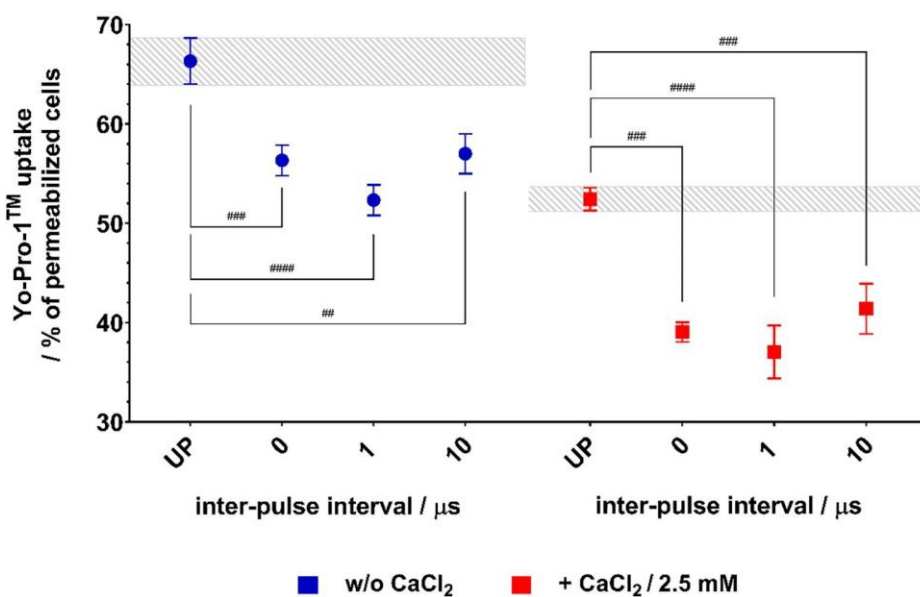 Yo-Pro-1™ uptake
/ % of permeabilized cells
70
60
50
40
30
###
####
##
###
####
###
UP 0 1 10 UP 0 1 10
inter-pulse interval / μs inter-pulse interval / μs
w/o CaCl₂ + CaCl₂ / 2.5 mM